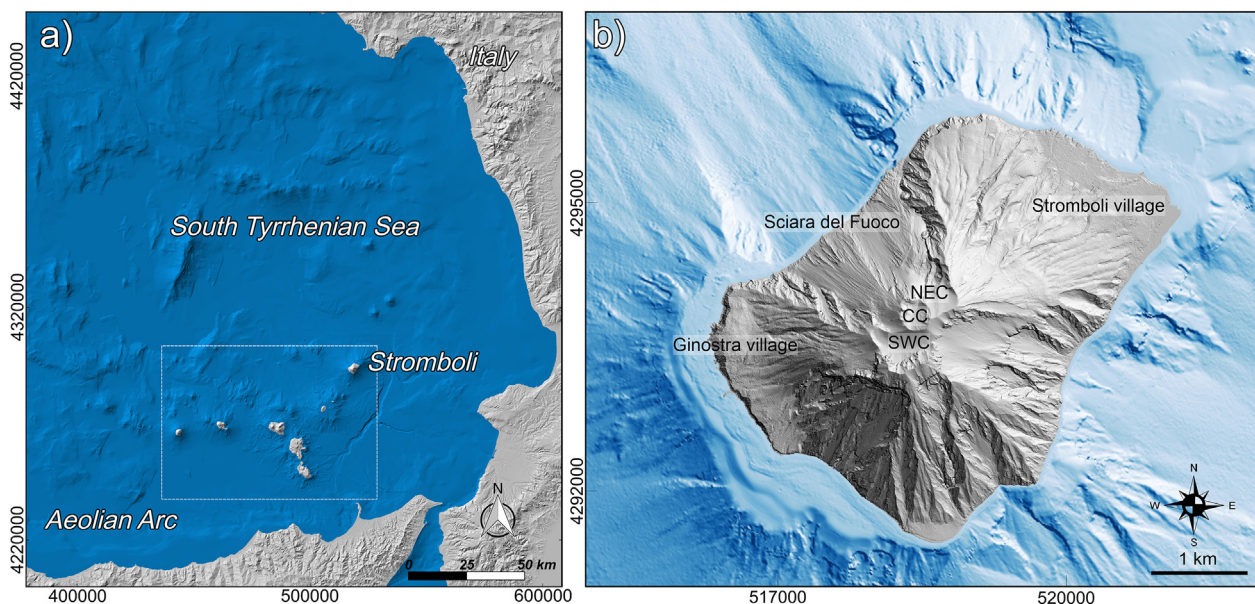 a)
Italy
4420000
South Tyrrhenian Sea
4320000
Stromboli
Aeolian Arc
4220000
N
0 25 50 km
400000 500000 600000
b)
4295000
Stromboli village
Sciara del Fuoco
NEC
CC
Ginostra village
SWC
4292000
N
W E
S
1 km
517000 520000